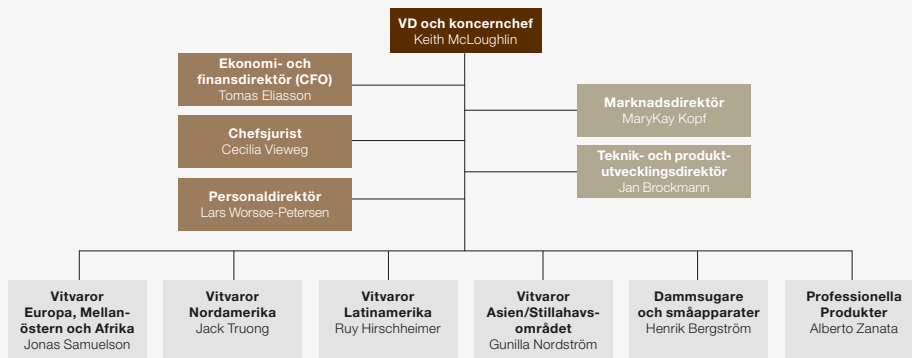 VD och koncernchef
Keith McLoughlin
Ekonomi- och
finansdirektör (CFO)
Tomas Eliasson
Chefsjurist
Cecilia Vieweg
Personaldirektör
Lars Worsøe-Petersen
Marknadsdirektör
MaryKay Kopf
Teknik- och produkt-
utvecklingsdirektör
Jan Brockmann
Vitvaror
Europa, Mellan-
östern och Afrika
Jonas Samuelson
Vitvaror
Nordamerika
Jack Truong
Vitvaror
Latinamerika
Ruy Hirschheimer
Vitvaror
Asien/Stillahavs-
området
Gunilla Nordström
Dammsugare
och småapparater
Henrik Bergström
Professionella
Produkter
Alberto Zanata